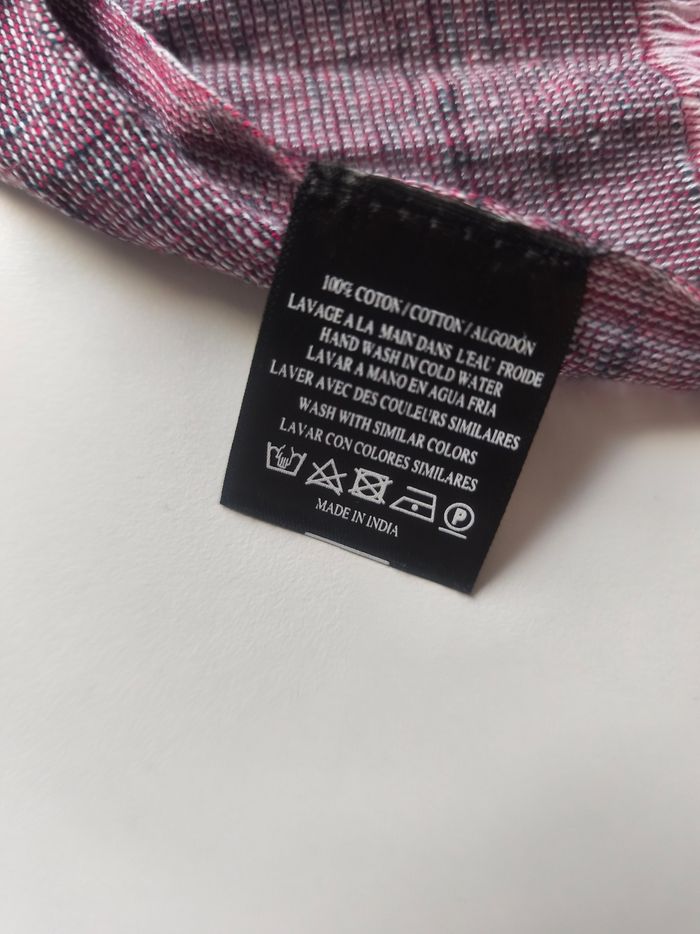 100% COTON/COTTON/ALGODÓN
LAVAGE A LA MAIN DANS L'EAU FROIDE
HAND WASH IN COLD WATER
LAVAR A MANO EN AGUA FRIA
LAVER AVEC DES COULEURS SIMILAIRES
WASH WITH SIMILAR COLORS
LAVAR CON COLORES SIMILARES
P
MADE IN INDIA